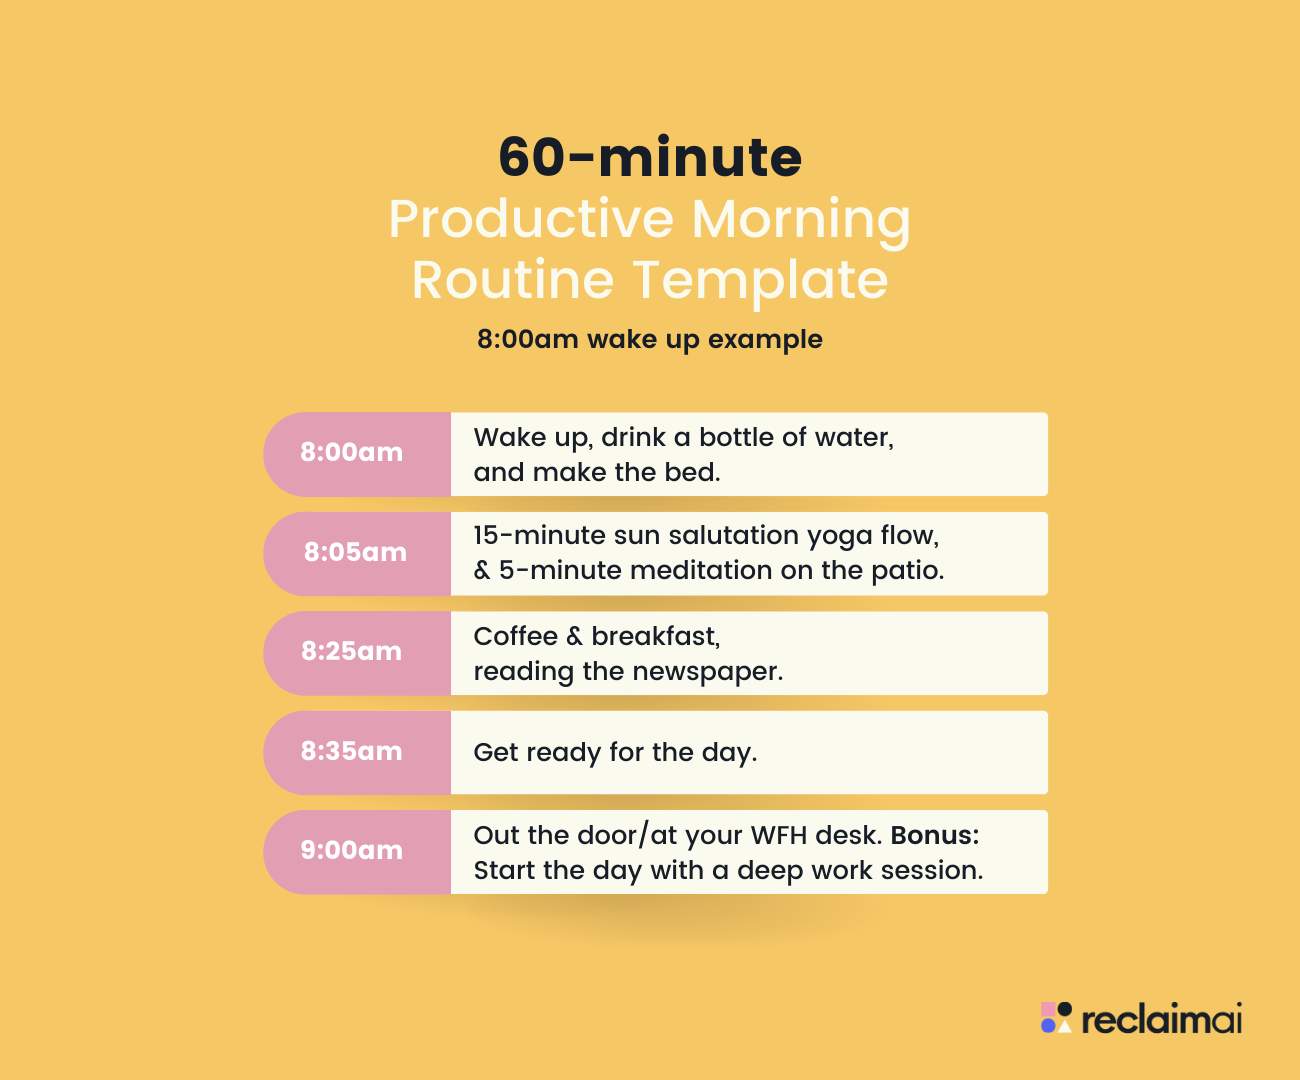 60-minute
Productive Morning
Routine Template
8:00am wake up example
8:00am
Wake up, drink a bottle of water,
and make the bed.
8:05am
15-minute sun salutation yoga flow,
& 5-minute meditation on the patio.
8:25am
Coffee & breakfast,
reading the newspaper.
8:35am
Get ready for the day.
9:00am
Out the door/at your WFH desk. Bonus:
Start the day with a deep work session.
reclaimai